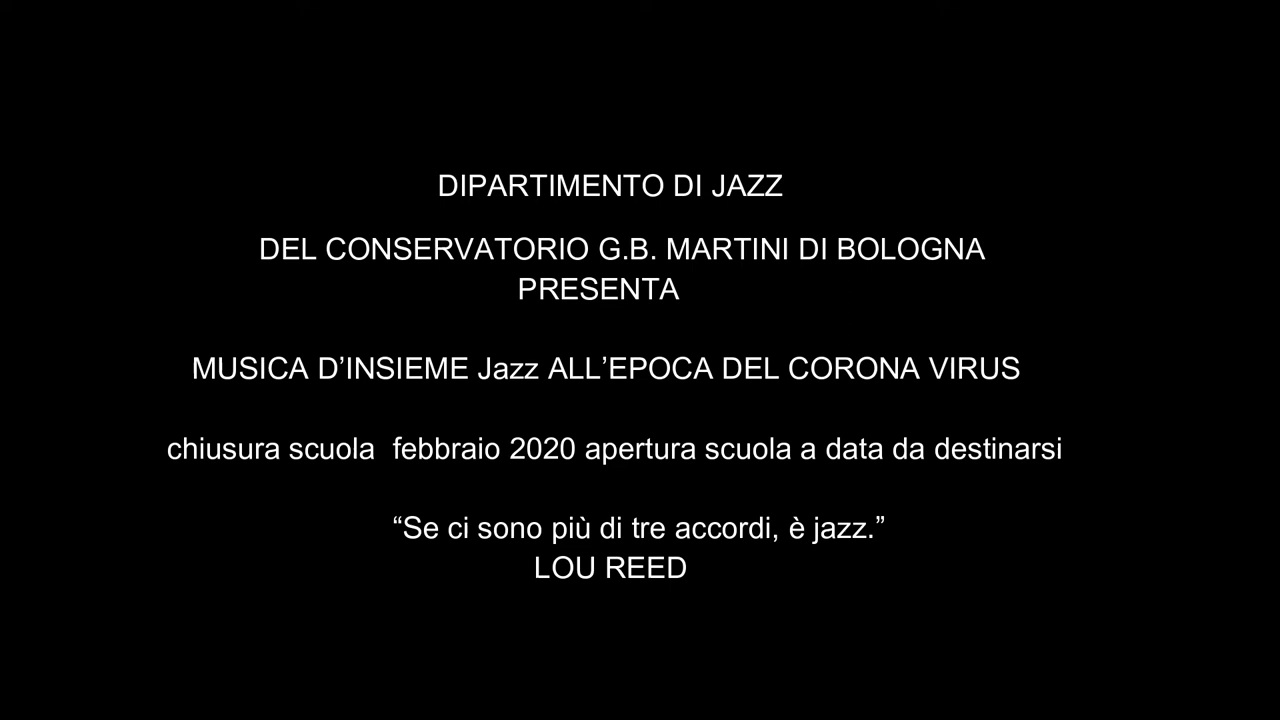 DIPARTIMENTO DI JAZZ
DEL CONSERVATORIO G.B. MARTINI DI BOLOGNA
PRESENTA
MUSICA D’INSIEME Jazz ALL’EPOCA DEL CORONA VIRUS
chiusura scuola  febbraio 2020 apertura scuola a data da destinarsi
“Se ci sono più di tre accordi, è jazz.”
LOU REED